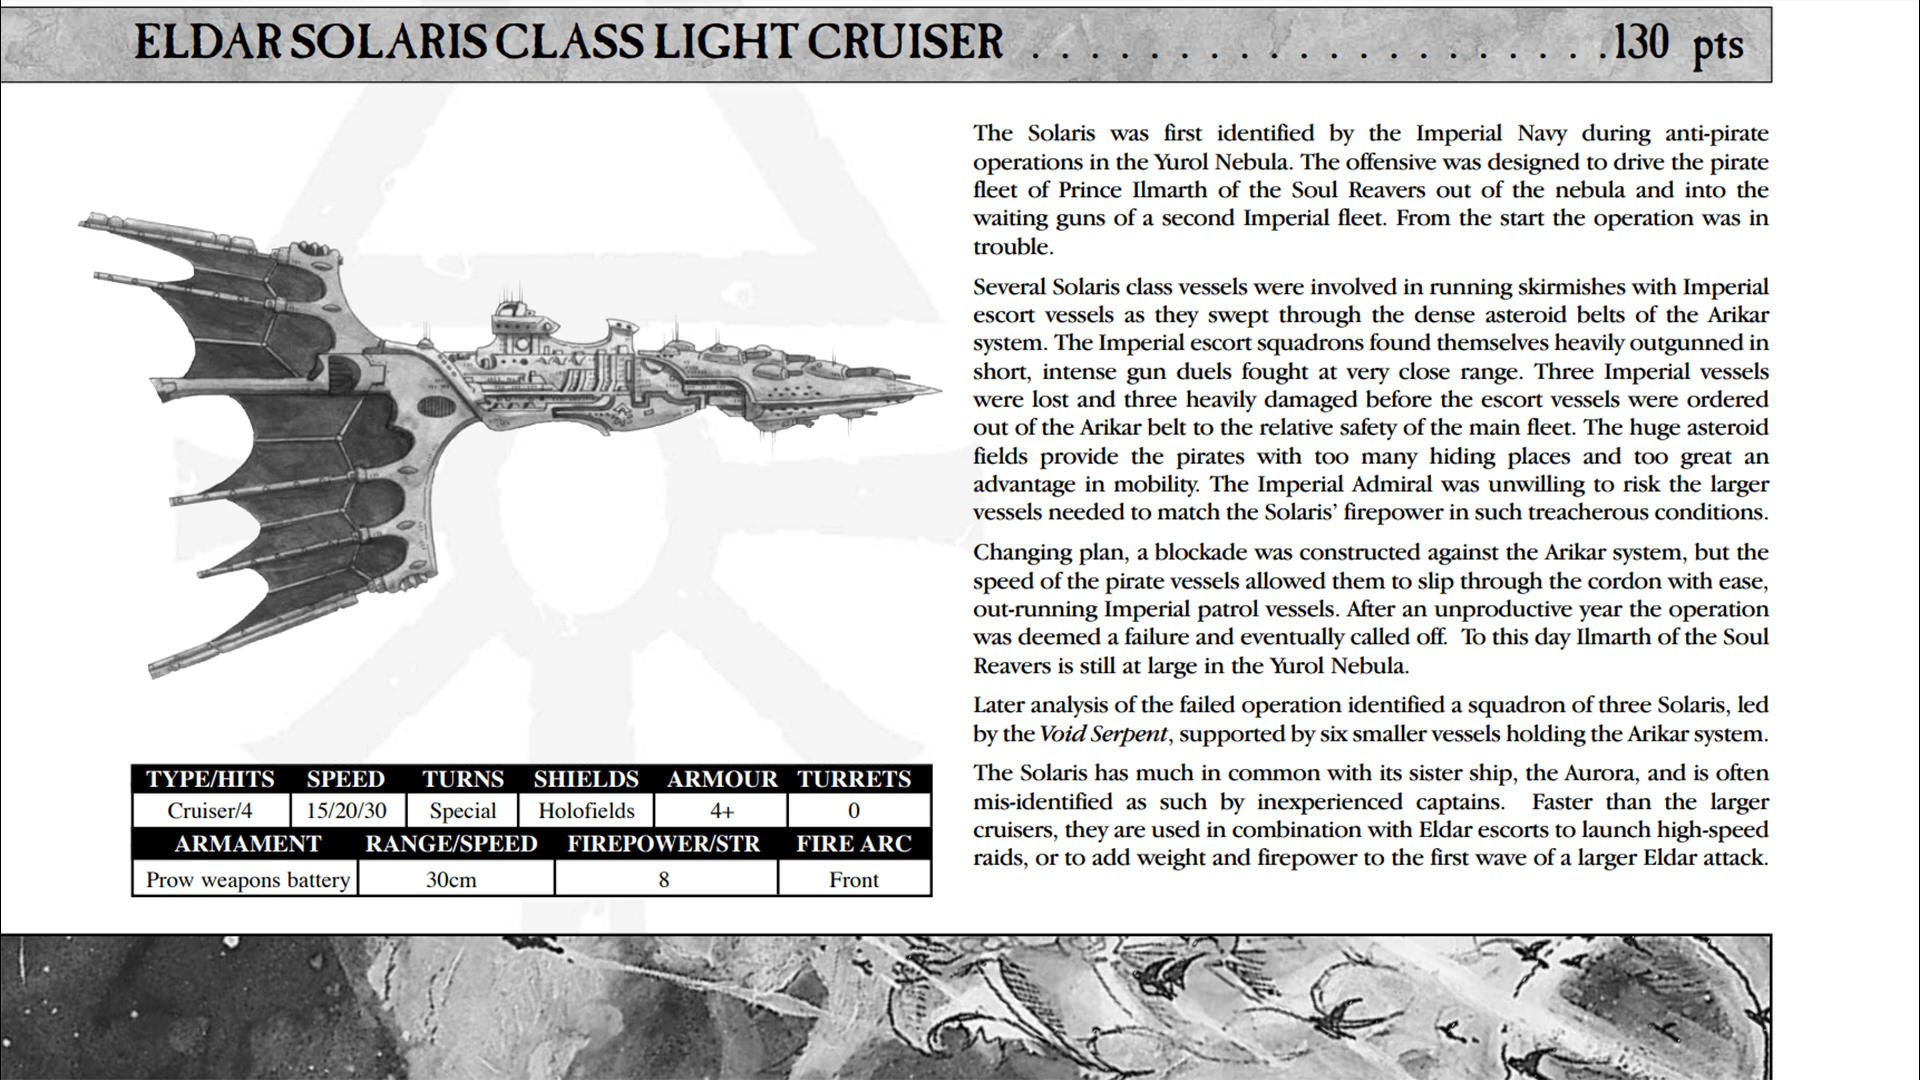 ELDAR SOLARIS CLASS LIGHT CRUISER . . . . . . . . . . . . . . . . . . . .130 pts
The Solaris was first identified by the Imperial Navy during anti-pirate
operations in the Yurol Nebula. The offensive was designed to drive the pirate
fleet of Prince Ilmarth of the Soul Reavers out of the nebula and into the
waiting guns of a second Imperial fleet. From the start the operation was in
trouble.
Several Solaris class vessels were involved in running skirmishes with Imperial
escort vessels as they swept through the dense asteroid belts of the Arikar
system. The Imperial escort squadrons found themselves heavily outgunned in
short, intense gun duels fought at very close range. Three Imperial vessels
were lost and three heavily damaged before the escort vessels were ordered
out of the Arikar belt to the relative safety of the main fleet. The huge asteroid
fields provide the pirates with too many hiding places and too great an
advantage in mobility. The Imperial Admiral was unwilling to risk the larger
vessels needed to match the Solaris’ firepower in such treacherous conditions.
Changing plan, a blockade was constructed against the Arikar system, but the
speed of the pirate vessels allowed them to slip through the cordon with ease,
out-running Imperial patrol vessels. After an unproductive year the operation
was deemed a failure and eventually called off. To this day Ilmarth of the Soul
Reavers is still at large in the Yurol Nebula.
Later analysis of the failed operation identified a squadron of three Solaris, led
by the Void Serpent, supported by six smaller vessels holding the Arikar system.
The Solaris has much in common with its sister ship, the Aurora, and is often
mis-identified as such by inexperienced captains. Faster than the larger
cruisers, they are used in combination with Eldar escorts to launch high-speed
raids, or to add weight and firepower to the first wave of a larger Eldar attack.
TYPE/HITS SPEED TURNS SHIELDS ARMOUR TURRETS
Cruiser/4 15/20/30 Special Holofields 4+ 0
ARMAMENT RANGE/SPEED FIREPOWER/STR FIRE ARC
Prow weapons battery 30cm 8 Front